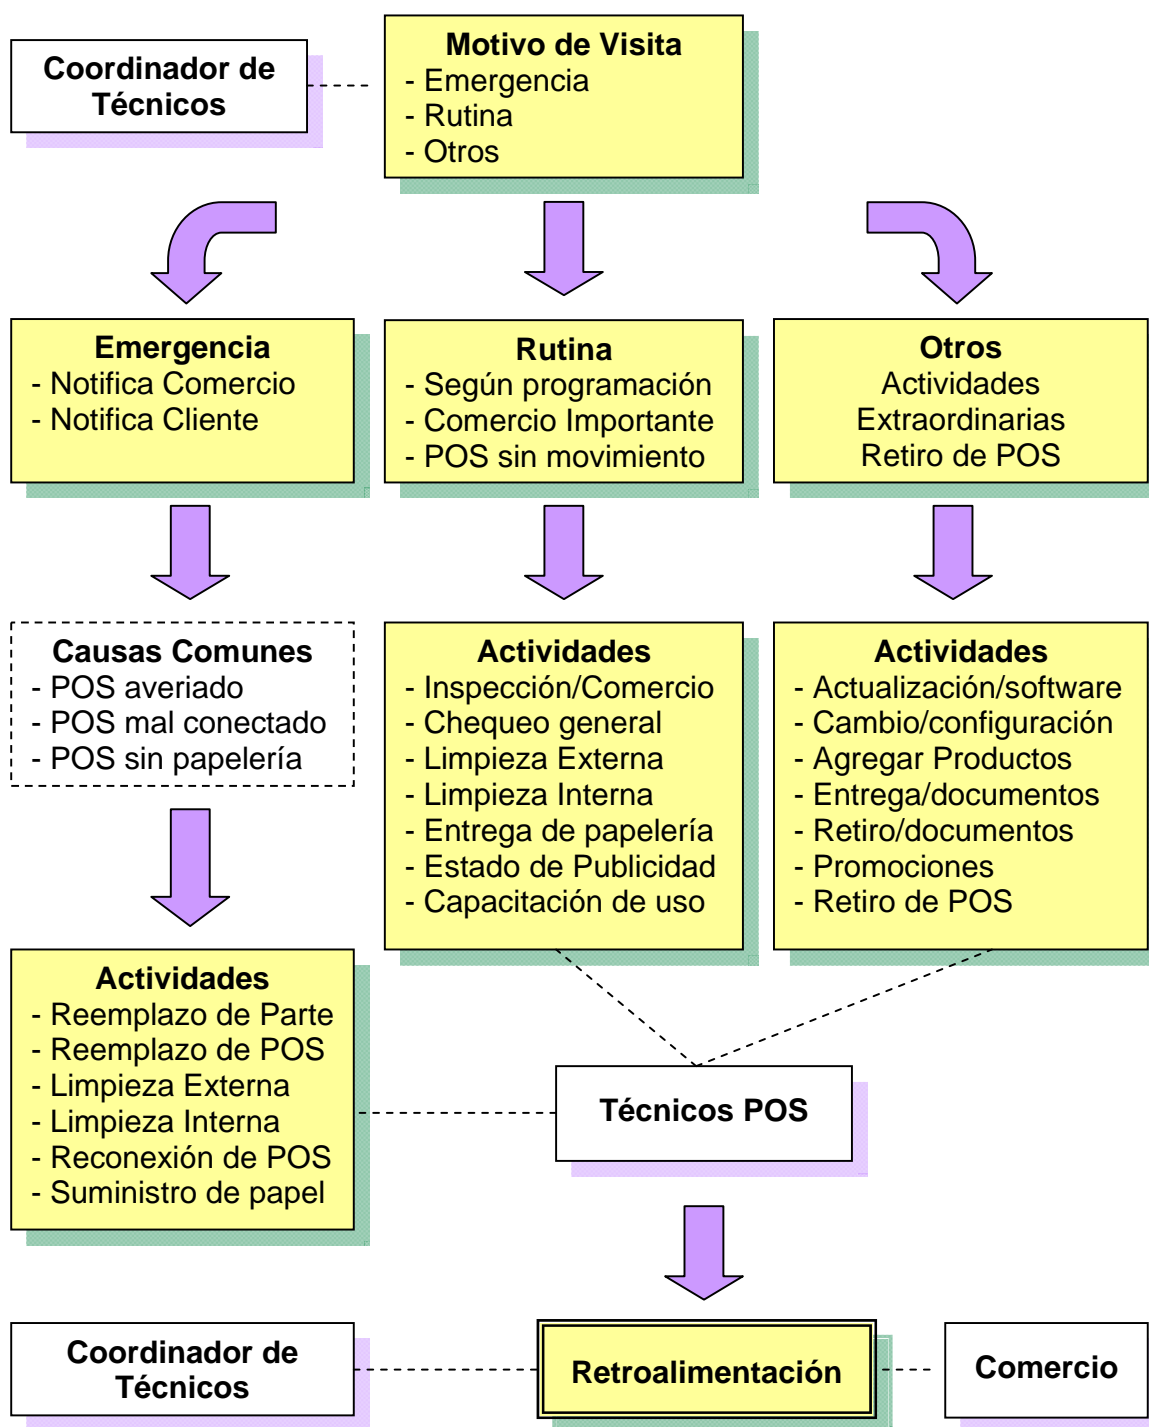 Coordinador de
Técnicos
Motivo de Visita
- Emergencia
- Rutina
- Otros
Emergencia
- Notifica Comercio
- Notifica Cliente
Rutina
- Según programación
- Comercio Importante
- POS sin movimiento
Otros
Actividades
Extraordinarias
Retiro de POS
Causas Comunes
- POS averiado
- POS mal conectado
- POS sin papelería
Actividades
- Inspección/Comercio
- Chequeo general
- Limpieza Externa
- Limpieza Interna
- Entrega de papelería
- Estado de Publicidad
- Capacitación de uso
Actividades
- Actualización/software
- Cambio/configuración
- Agregar Productos
- Entrega/documentos
- Retiro/documentos
- Promociones
- Retiro de POS
Actividades
- Reemplazo de Parte
- Reemplazo de POS
- Limpieza Externa
- Limpieza Interna
- Reconexión de POS
- Suministro de papel
Técnicos POS
Coordinador de
Técnicos
Retroalimentación
Comercio